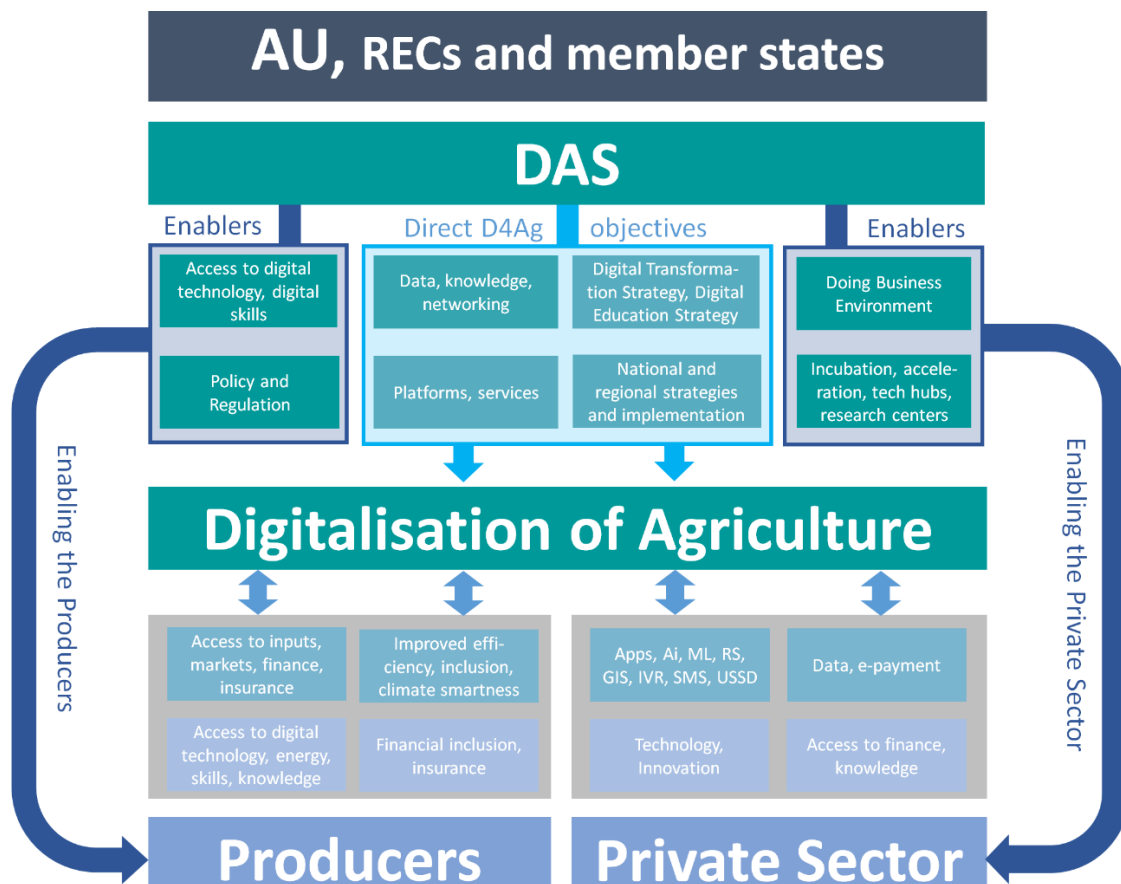 AU, RECs and member states
DAS
Enablers
Direct D4Ag objectives
Enablers
Access to digital
technology, digital
skills
Policy and
Regulation
Data, knowledge,
networking
Digital Transforma-
tion Strategy, Digital
Education Strategy
Platforms, services
National and
regional strategies
and implementation
Doing Business
Environment
Incubation, accele-
ration, tech hubs,
research centers
Enabling the Producers
Enabling the Private Sector
Digitalisation of Agriculture
Access to inputs,
markets, finance,
insurance
Improved effi-
ciency, inclusion,
climate smartness
Apps, Ai, ML, RS,
GIS, IVR, SMS, USSD
Data, e-payment
Access to digital
technology, energy,
skills, knowledge
Financial inclusion,
insurance
Technology,
Innovation
Access to finance,
knowledge
Producers
Private Sector